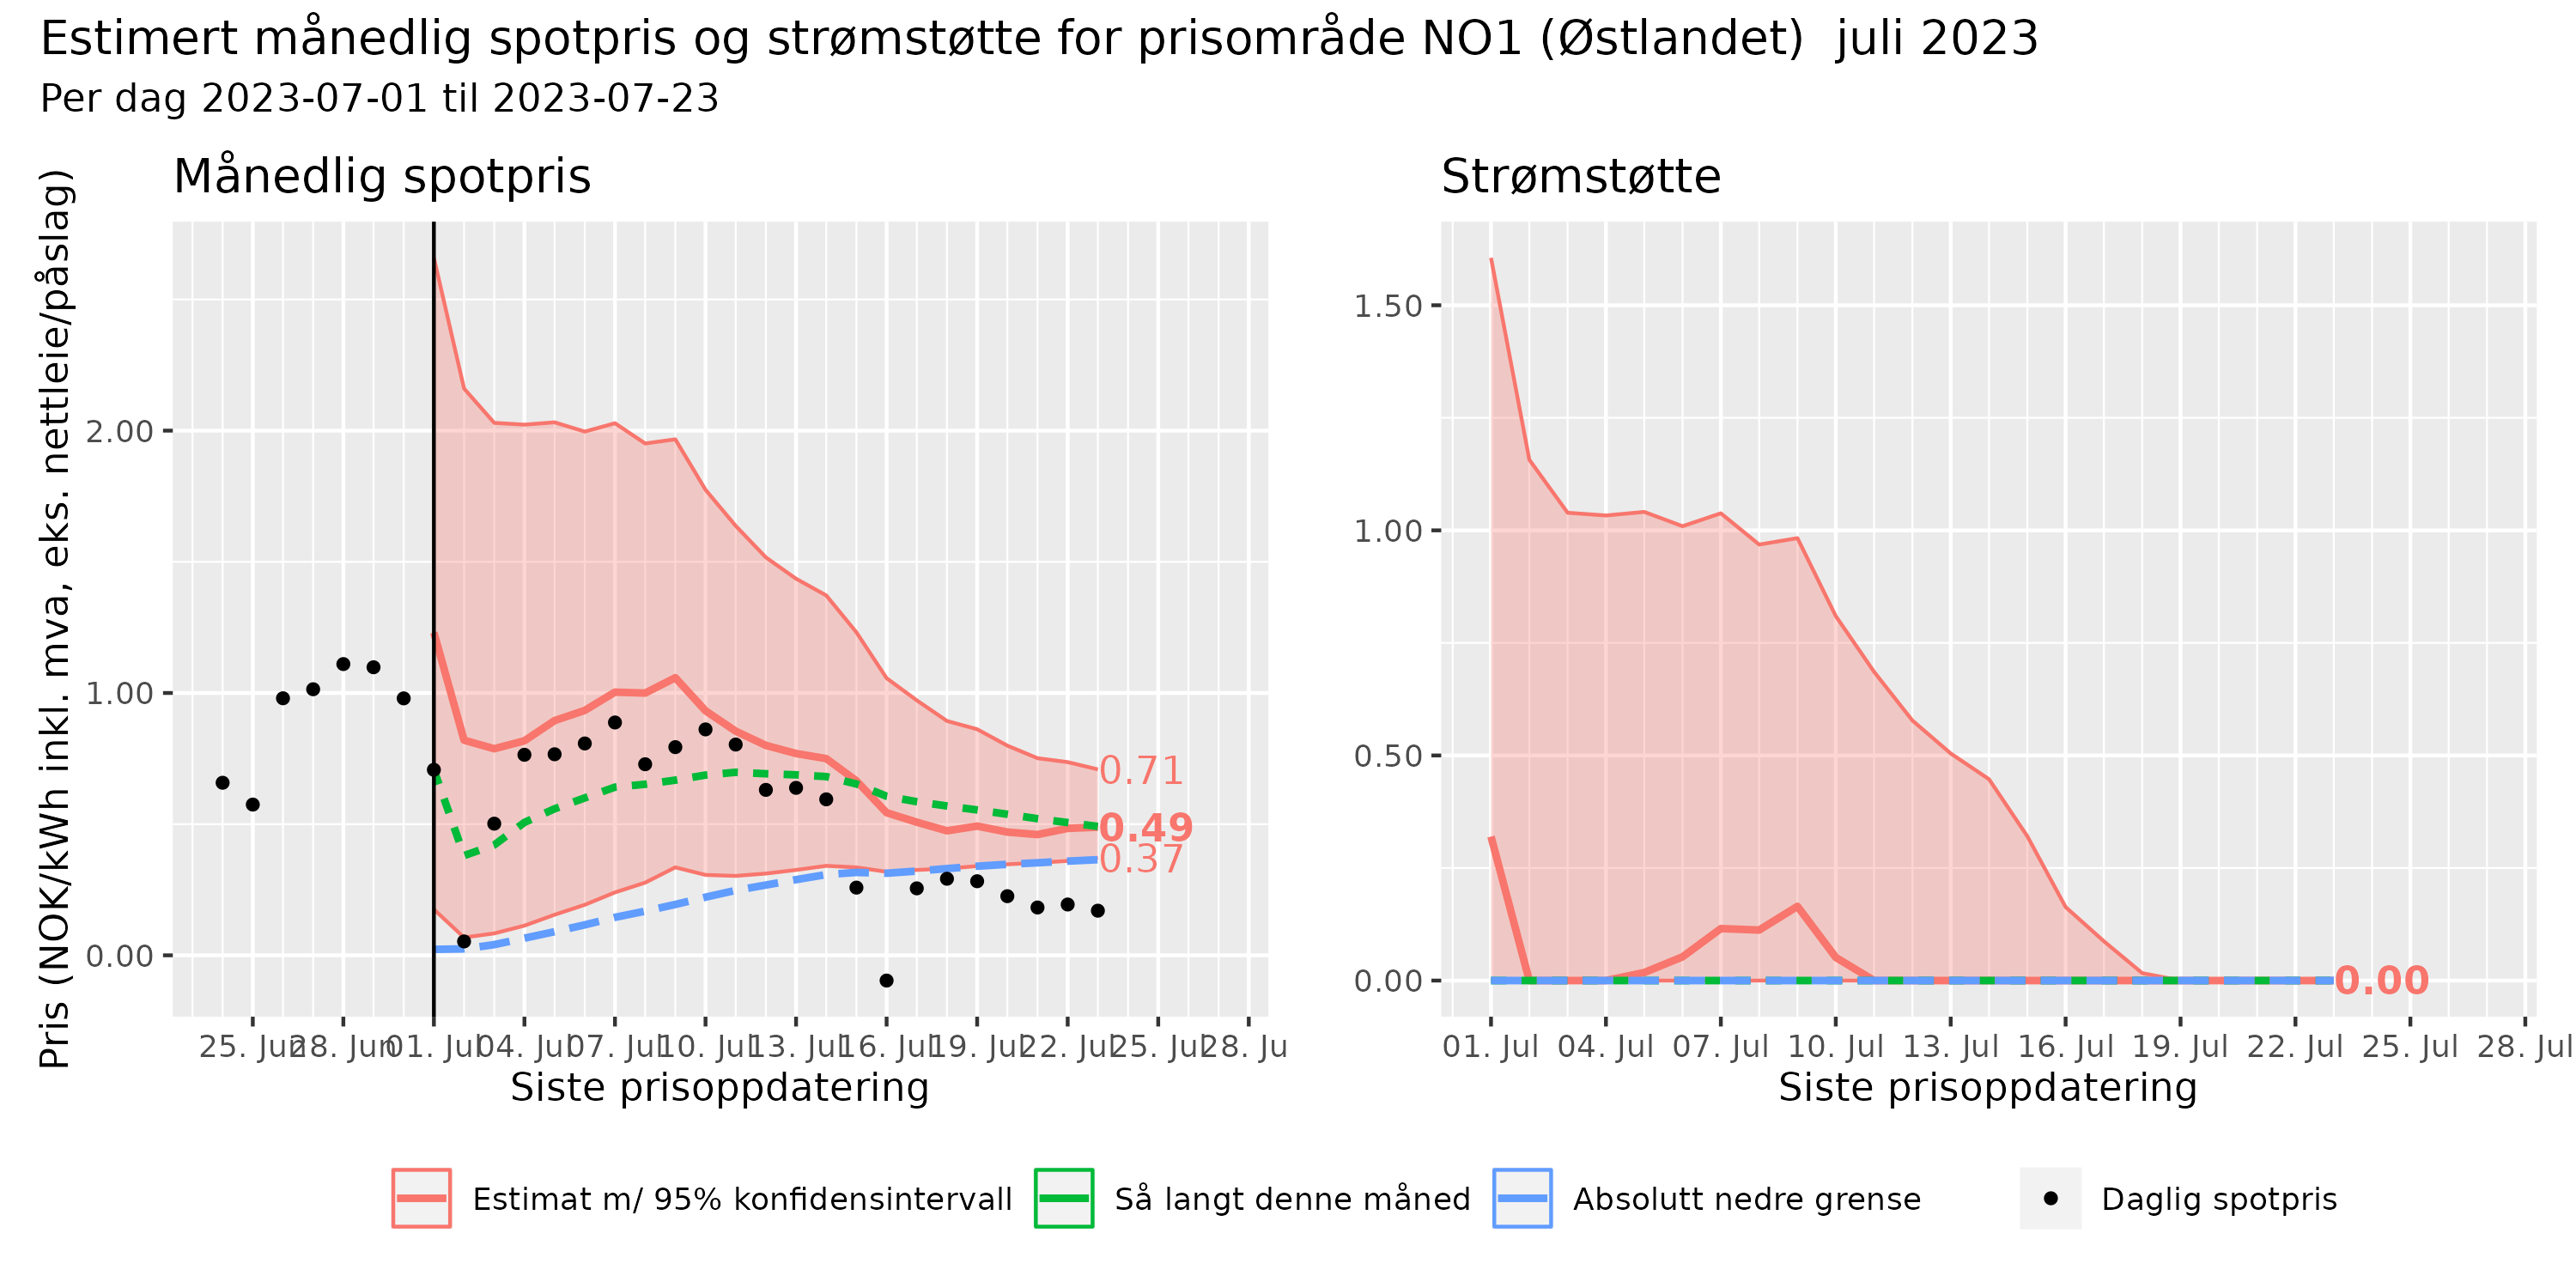 Estimert månedlig spotpris og strømstøtte for prisområde NO1 (Østlandet)  juli 2023
Per dag 2023-07-01 til 2023-07-23
Månedlig spotpris
Pris (NOK/kWh inkl. mva, eks. nettleie/påslag)
2.00
1.00
0.00
0.71
0.49
0.37
25. Jun 28. Jun 01. Jul 04. Jul 07. Jul 10. Jul 13. Jul 16. Jul 19. Jul 22. Jul 25. Jul 28. Ju
Siste prisoppdatering
Strømstøtte
1.50
1.00
0.50
0.00
0.00
01. Jul 04. Jul 07. Jul 10. Jul 13. Jul 16. Jul 19. Jul 22. Jul 25. Jul 28. Jul
Siste prisoppdatering
Estimat m/ 95% konfidensintervall Så langt denne måned Absolutt nedre grense Daglig spotpris